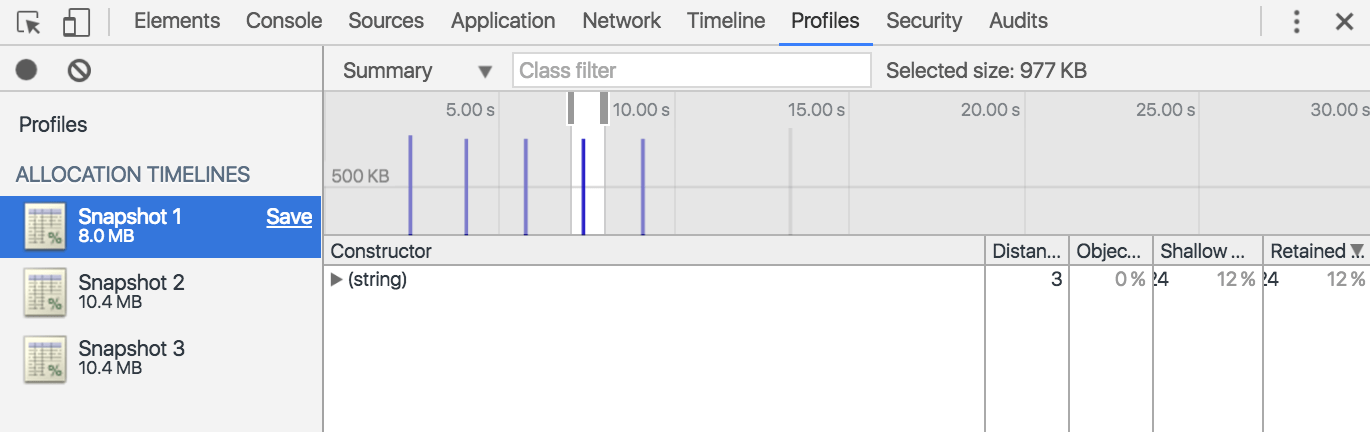 Elements Console Sources Application Network Timeline Profiles Security Audits
Summary Class filter Selected size: 977 KB
Profiles
ALLOCATION TIMELINES
Snapshot 1 Save
8.0 MB
Snapshot 2
10.4 MB
Snapshot 3
10.4 MB
5.00 s 10.00 s 15.00 s 20.00 s 25.00 s 30.00 s
500 KB
Constructor Distan... Objec... Shallow ... Retained ...
(string) 3 0% 24 12% 24 12%